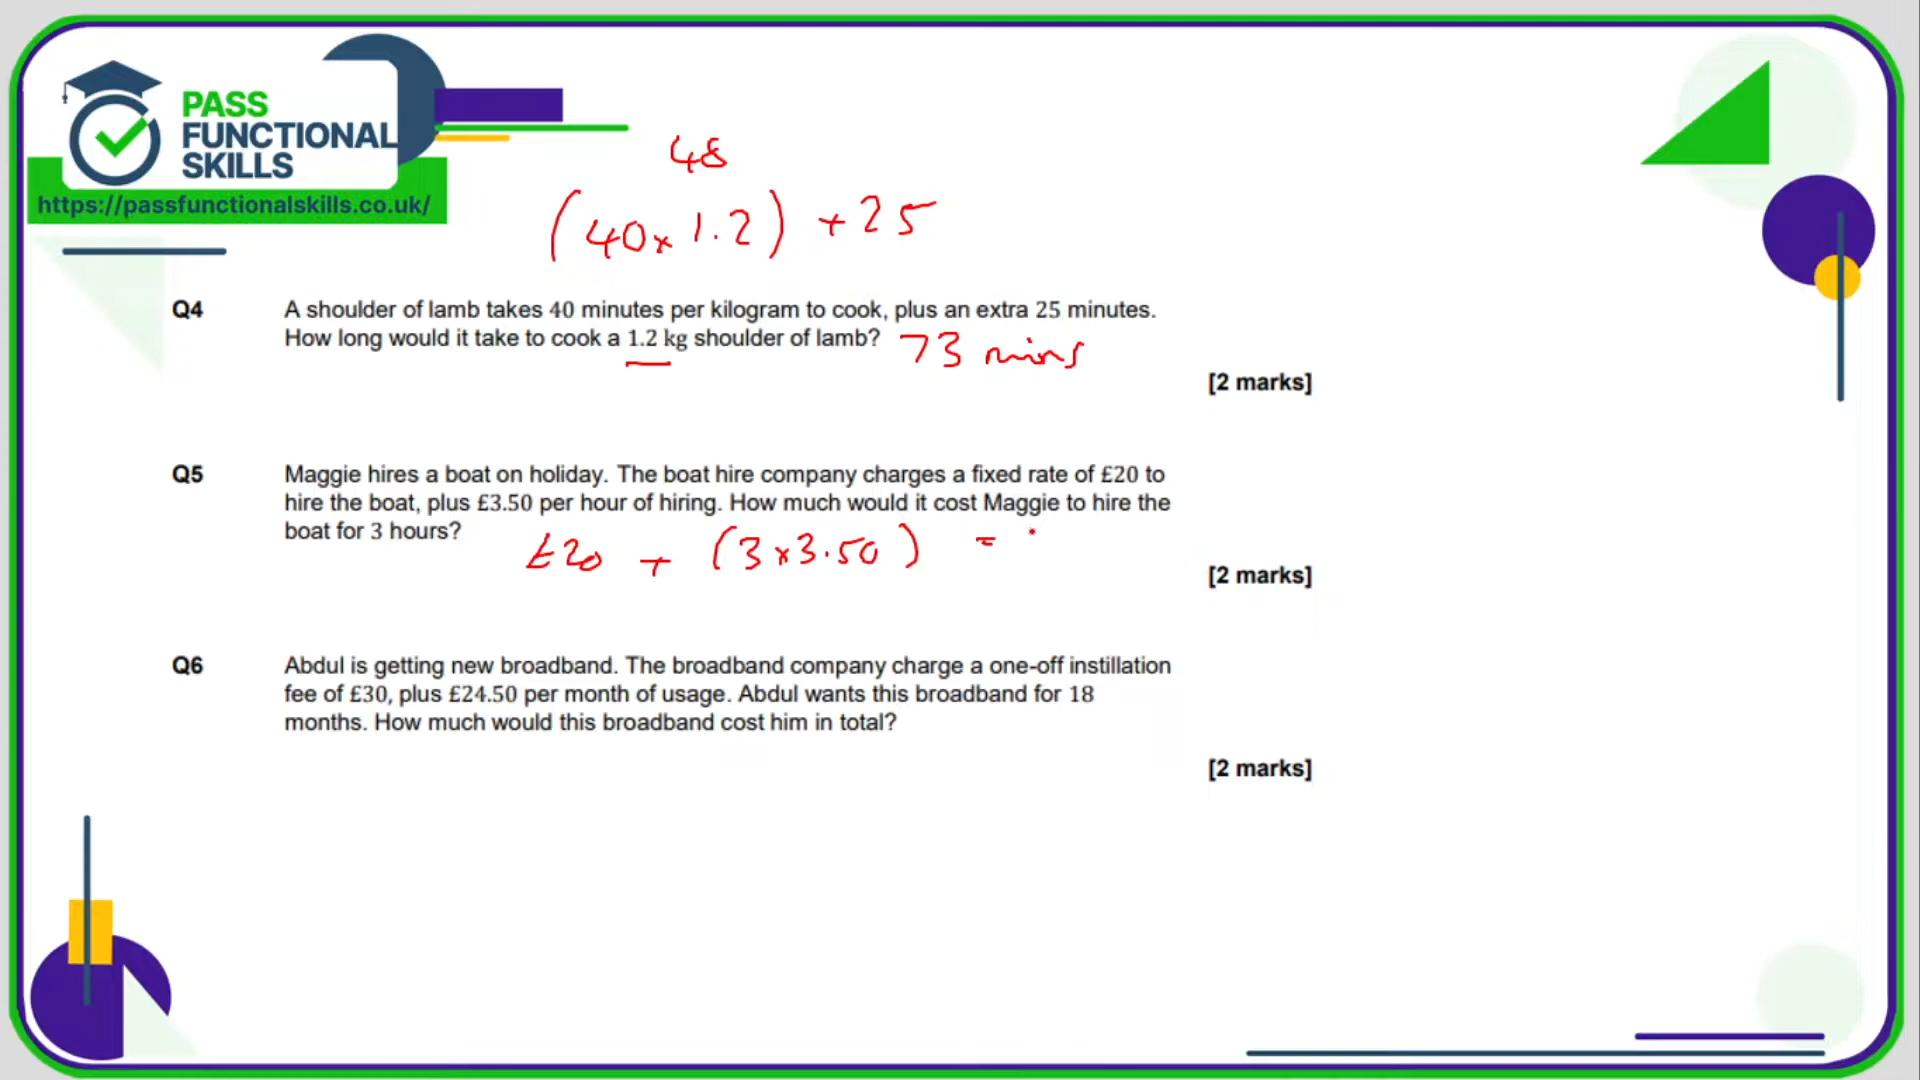 PASS
FUNCTIONAL
SKILLS
https://passfunctionalskills.co.uk/
48
(40 x 1.2) + 25
Q4 A shoulder of lamb takes 40 minutes per kilogram to cook, plus an extra 25 minutes.
How long would it take to cook a 1.2 kg shoulder of lamb? 73 mins
[2 marks]
Q5 Maggie hires a boat on holiday. The boat hire company charges a fixed rate of £20 to
hire the boat, plus £3.50 per hour of hiring. How much would it cost Maggie to hire the
boat for 3 hours?
£20 + (3 x 3.50) =
[2 marks]
Q6 Abdul is getting new broadband. The broadband company charge a one-off instillation
fee of £30, plus £24.50 per month of usage. Abdul wants this broadband for 18
months. How much would this broadband cost him in total?
[2 marks]